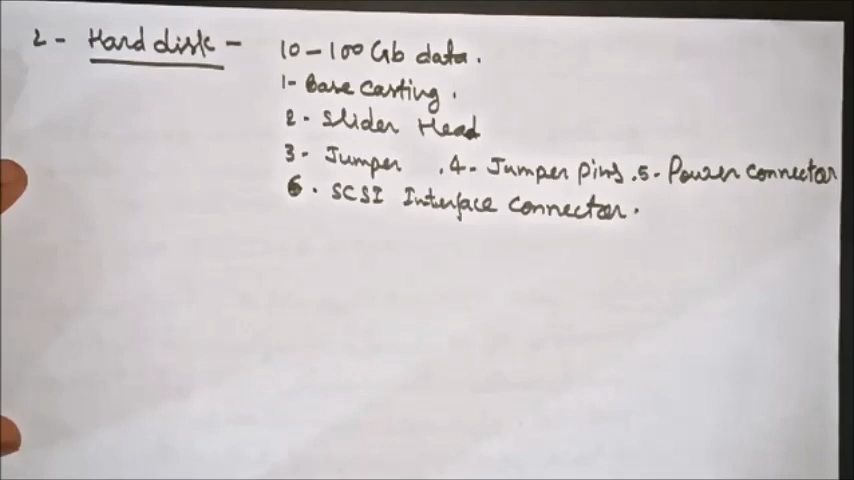 2- Hard disk - 10-100 Gb data.
1- Base Casting.
2. Slider Head
3. Jumper .4- Jumper Pins .5- Power Connector
6. SCSI Interface Connector.